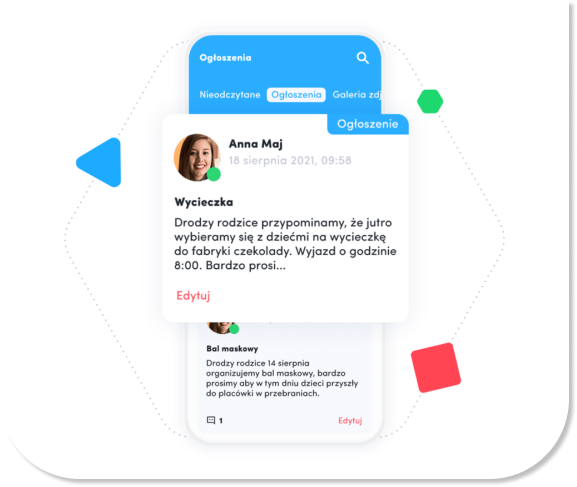 Ogłoszenia
Nieodczytane Ogłoszenia Galeria zdj
Ogłoszenie
Anna Maj
18 sierpnia 2021, 09:58
Wycieczka
Drodzy rodzice przypominamy, że jutro
wybieramy się z dziećmi na wycieczkę
do fabryki czekolady. Wyjazd o godzinie
8:00. Bardzo prosi...
Edytuj
Bal maskowy
Drodzy rodzice 14 sierpnia
organizujemy bal maskowy, bardzo
prosimy aby w tym dniu dzieci przyszły
do placówki w przebraniach.
1 Edytuj